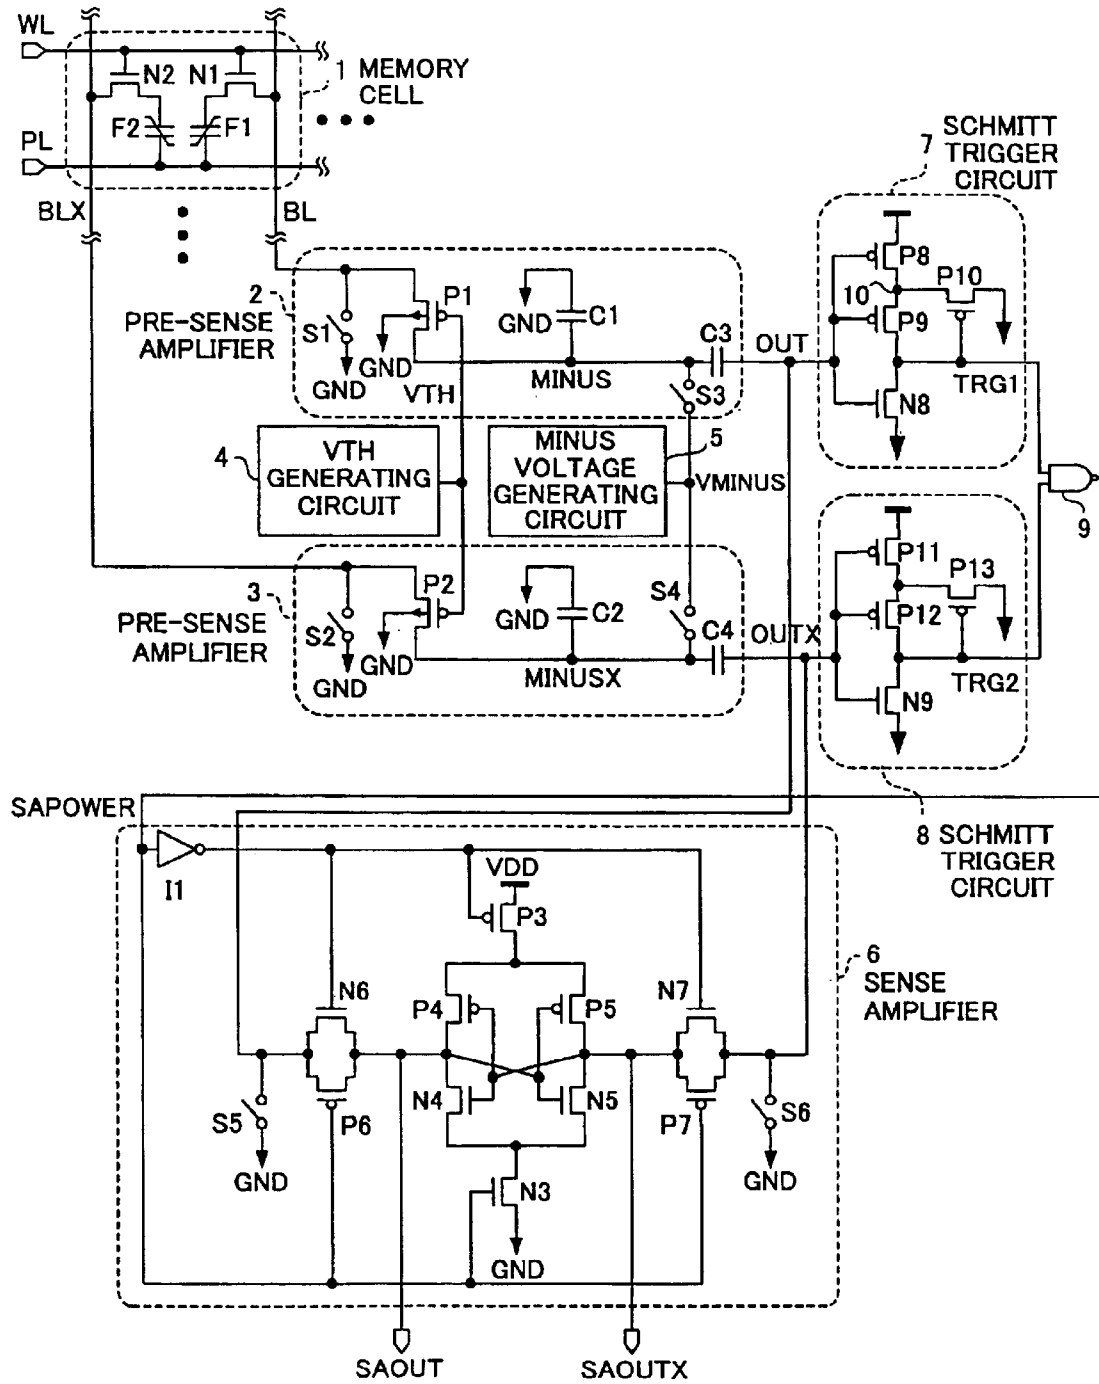 WL
N2 N1
1 MEMORY
CELL
F2 F1
PL
BLX
BL
7
SCHMITT
TRIGGER
CIRCUIT
P8
P10
10
P9
TRG1
N8
2
PRE-SENSE
AMPLIFIER
S1
GND
P1
GND
VTH
GND
C1
MINUS
C3
OUT
S3
4
VTH
GENERATING
CIRCUIT
MINUS
VOLTAGE
GENERATING
CIRCUIT
5
VMINUS
9
P11
P13
P12
TRG2
N9
3
PRE-SENSE
AMPLIFIER
S2
GND
P2
GND
GND
C2
MINUSX
S4
C4
OUTX
8 SCHMITT
TRIGGER
CIRCUIT
SAPOWER
I1
VDD
P3
6
SENSE
AMPLIFIER
N6
P4
P5
N7
N4
N5
S5
P6
P7
S6
GND
N3
GND
GND
SAOUT
SAOUTX